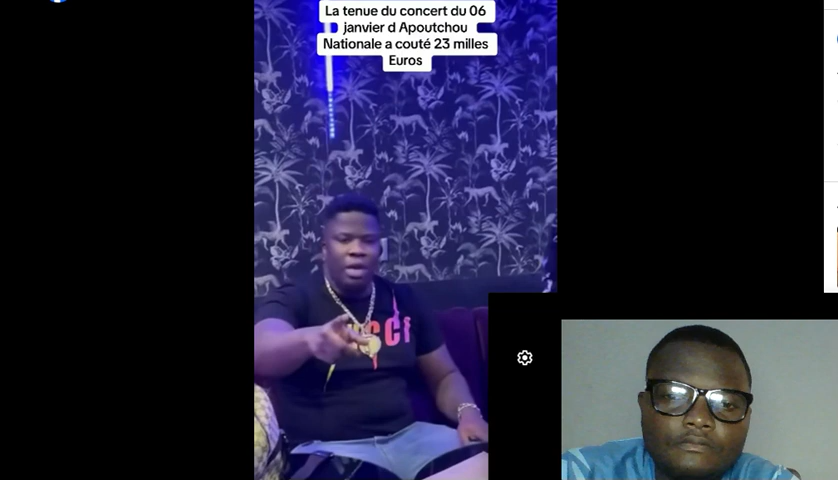 La tenue du concert du 06
janvier d Apoutchou
Nationale a couté 23 milles
Euros